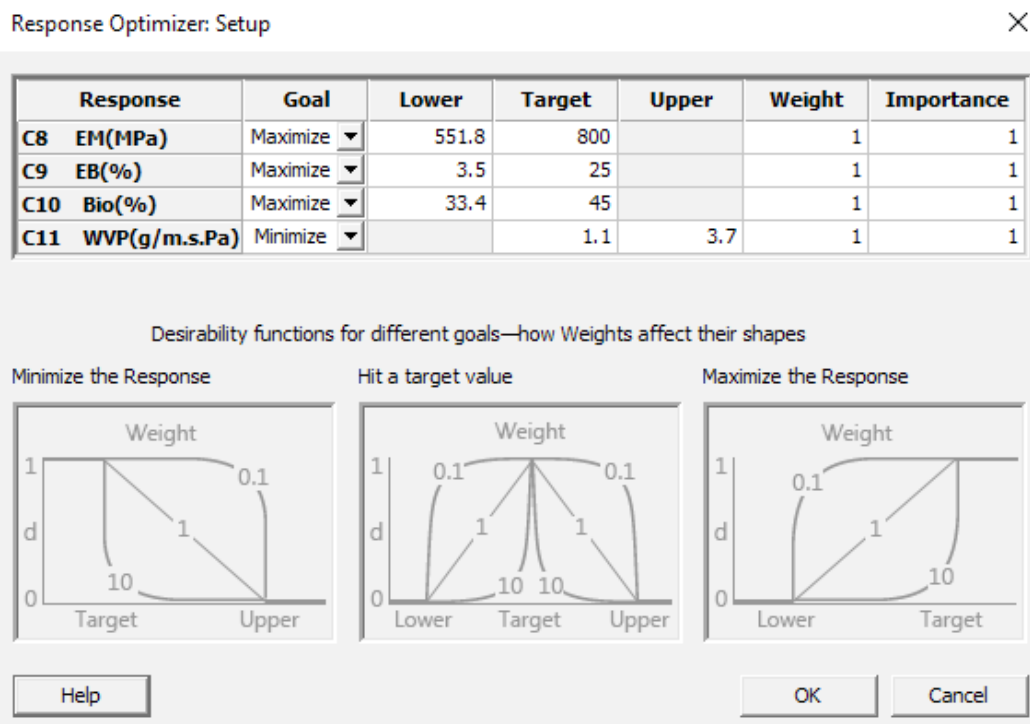 Response Optimizer: Setup
Response Goal Lower Target Upper Weight Importance
C8 EM(MPa) Maximize 551.8 800 1 1
C9 EB(%) Maximize 3.5 25 1 1
C10 Bio(%) Maximize 33.4 45 1 1
C11 WVP(g/m.s.Pa) Minimize 1.1 3.7 1 1
Desirability functions for different goals—how Weights affect their shapes
Minimize the Response Hit a target value Maximize the Response
Weight Weight Weight
1 0.1 1 0.1 0.1 1 0.1
d 1 d 1 1 d 1
10 10 10 10
0 0 0
Target Upper Lower Target Upper Lower Target
Help OK Cancel